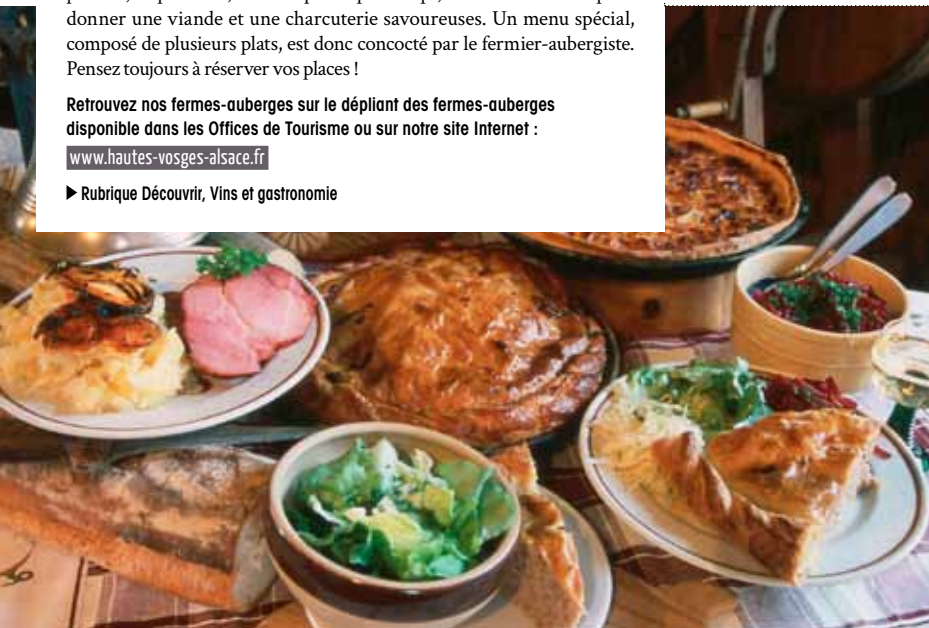 donner une viande et une charcuterie savoureuses. Un menu spécial,
composé de plusieurs plats, est donc concocté par le fermier-aubergiste.
Pensez toujours à réserver vos places !
Retrouvez nos fermes-auberges sur le dépliant des fermes-auberges
disponible dans les Offices de Tourisme ou sur notre site Internet :
www.hautes-vosges-alsace.fr
▶ Rubrique Découvrir, Vins et gastronomie